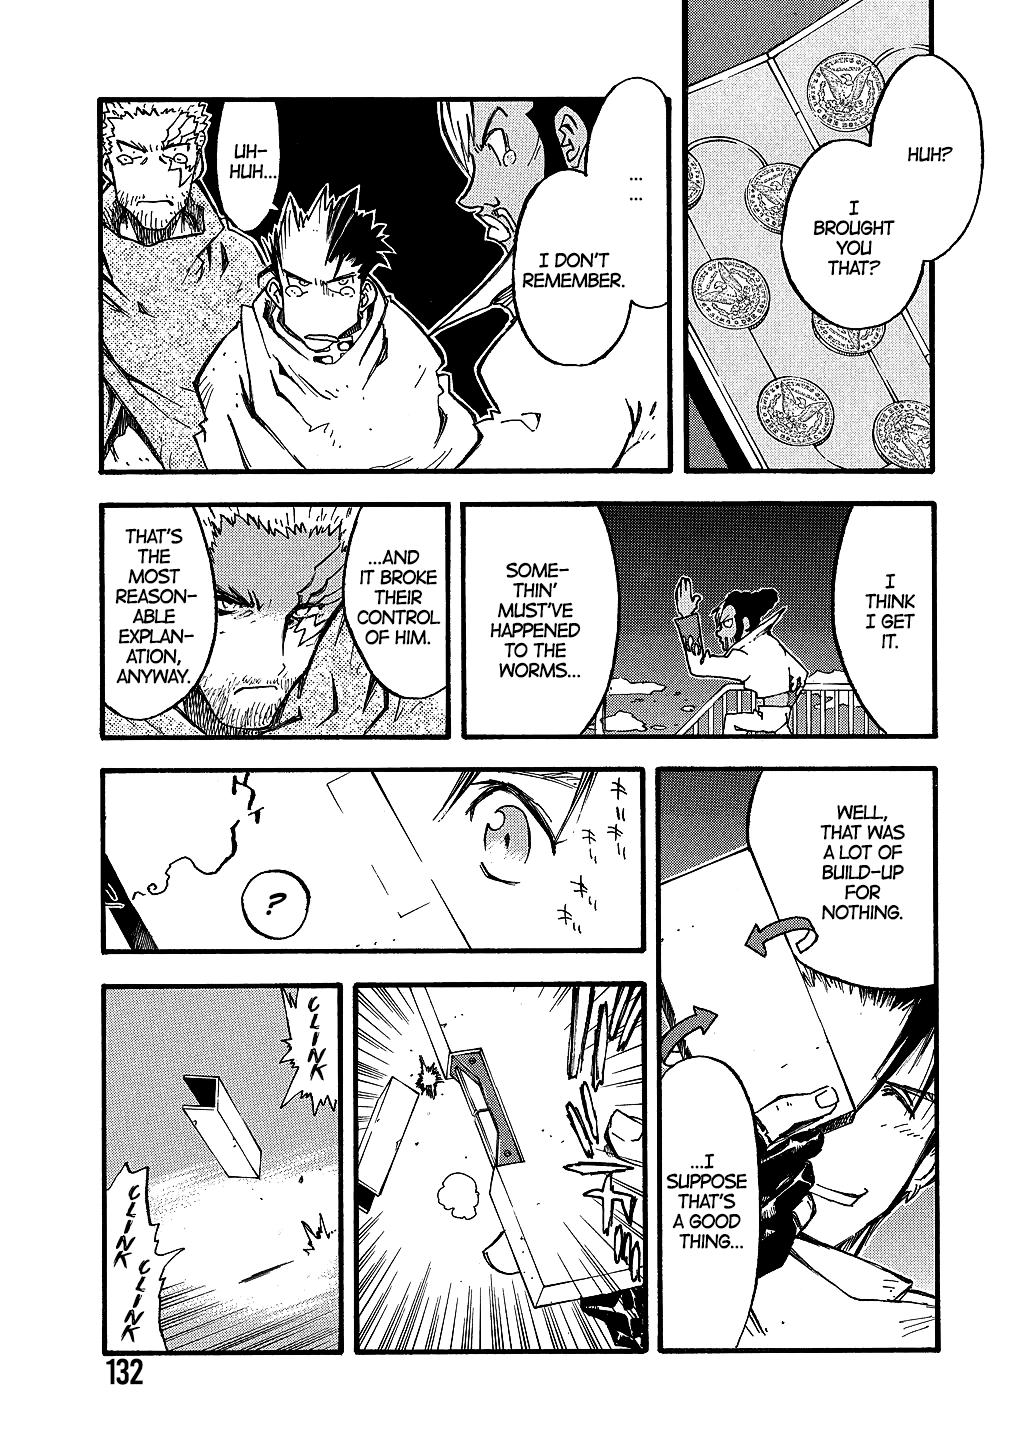 HUH?
I
BROUGHT
YOU
THAT?
...
...
I DON'T
REMEMBER.
UH-
HUH...
I
THINK
I GET
IT.
SOME-
THIN'
MUST'VE
HAPPENED
TO THE
WORMS...
...AND
IT BROKE
THEIR
CONTROL
OF HIM.
THAT'S
THE
MOST
REASON-
ABLE
EXPLAN-
ATION,
ANYWAY.
WELL,
THAT WAS
A LOT OF
BUILD-UP
FOR
NOTHING.
...I
SUPPOSE
THAT'S
A GOOD
THING...
?
CLINK
CLINK
CLINK
132